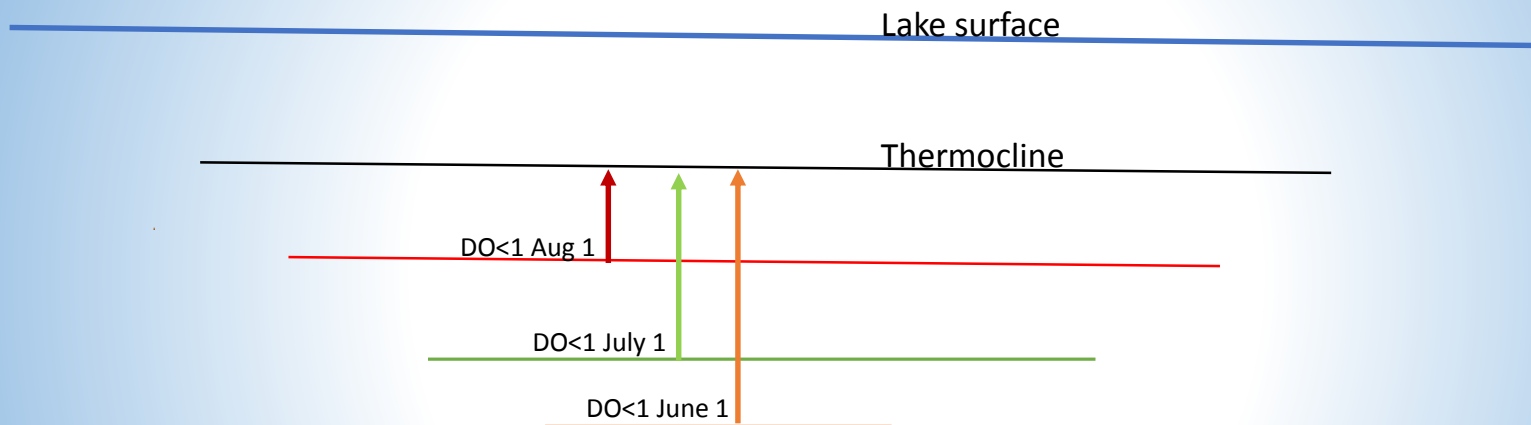 Lake surface
Thermocline
DO<1 Aug 1
DO<1 July 1
DO<1 June 1